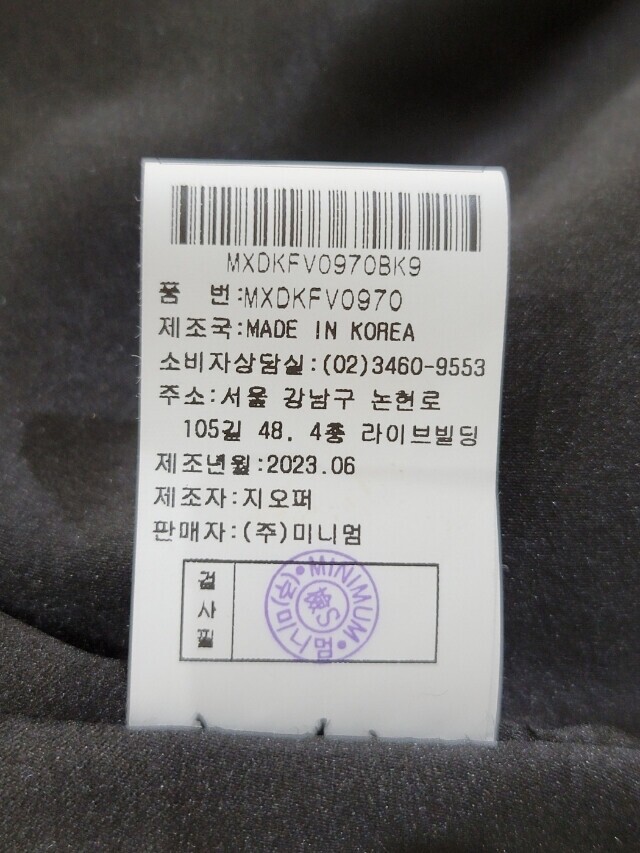 MXDKFV0970BK9
품 번:MXDKFV0970
제조국:MADE IN KOREA
소비자상담실:(02)3460-9553
주소:서울 강남구 논현로
105길 48. 4층 라이브빌딩
제조년월:2023.06
제조자:지오퍼
판매자:(주)미니멈
검사필
MINIMUM
(주)미니멈
檢S